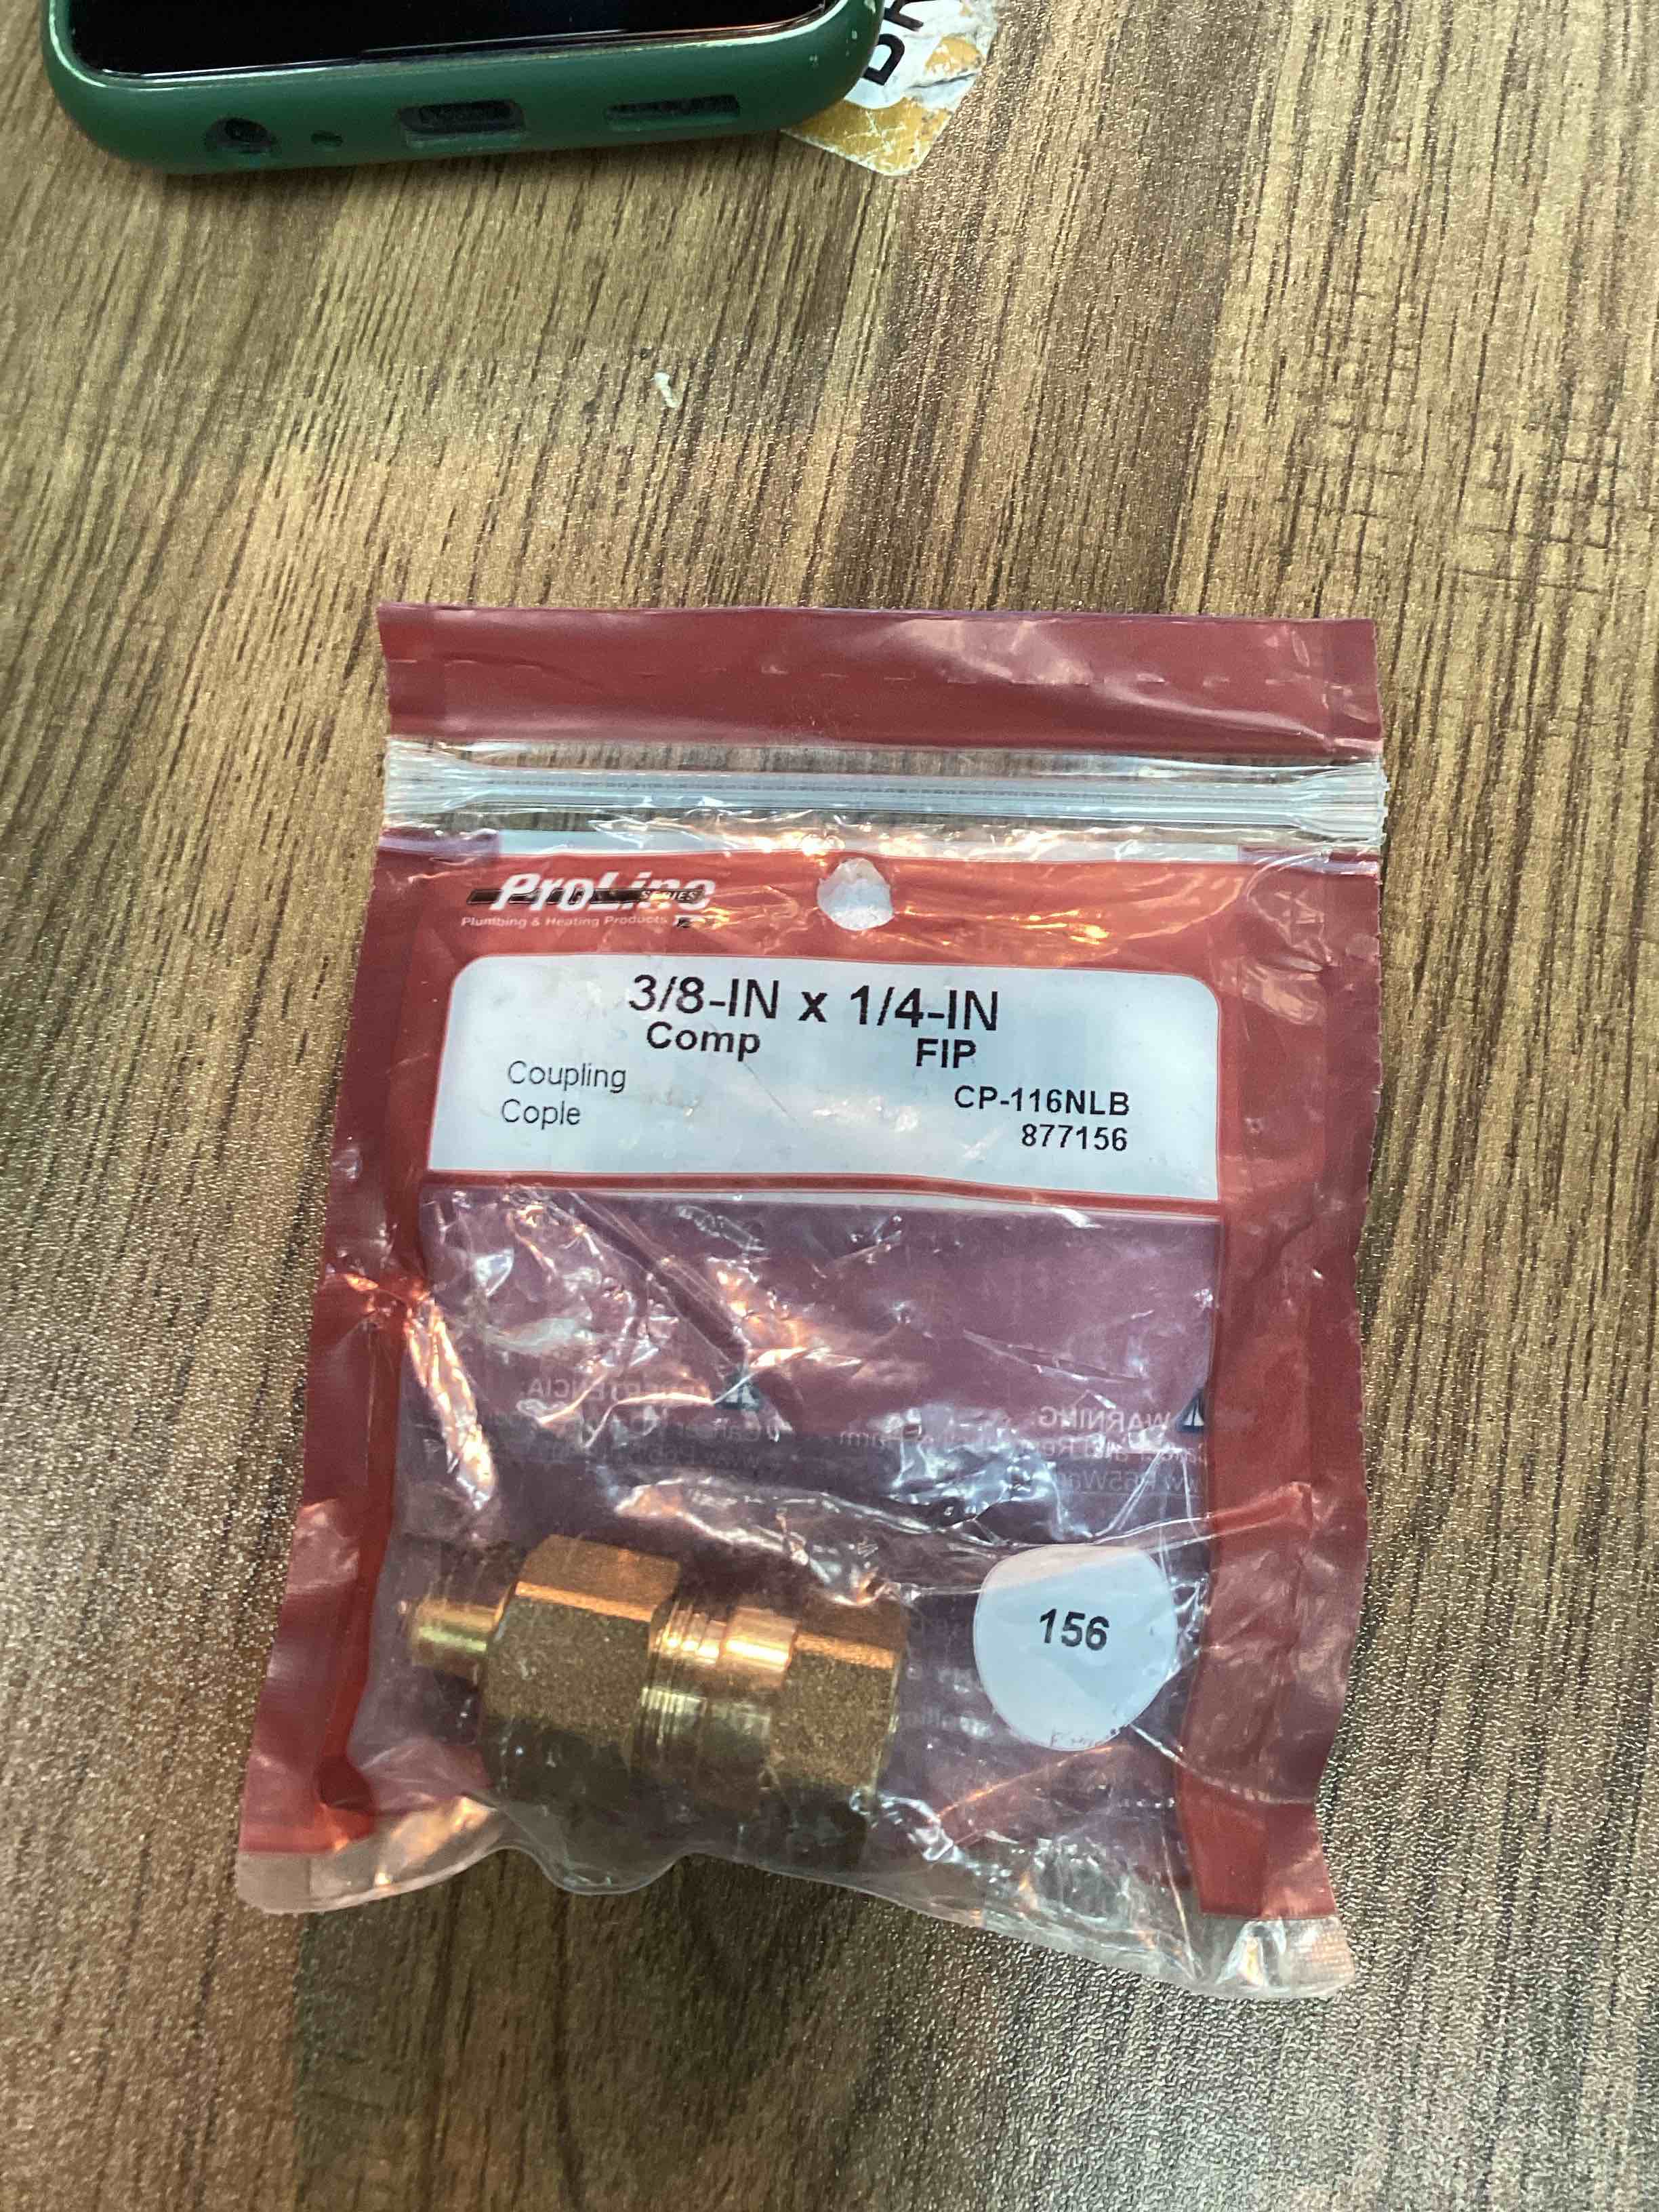 ProLine SERIES
Plumbing & Heating Products
3/8-IN x 1/4-IN
Comp FIP
Coupling
Cople
CP-116NLB
877156
WARNING:
156